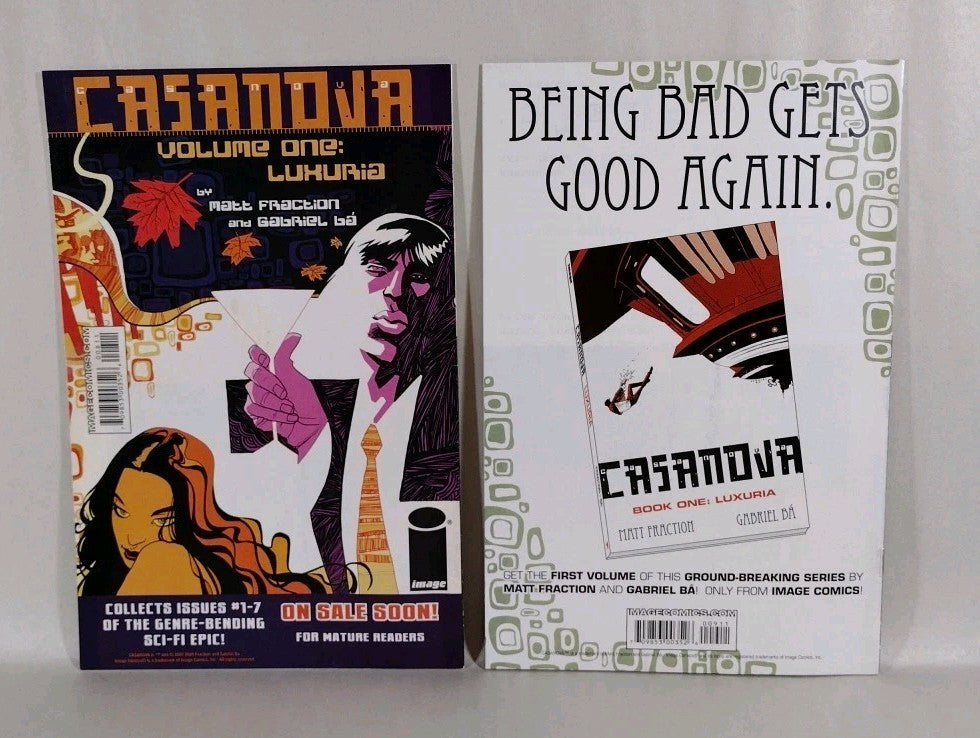 CASANOVA
VOLUME ONE:
LUXURIA
by
matt fraction
and Gabriel bá
IMAGECOMICS.COM
image
COLLECTS ISSUES #1-7
OF THE GENRE-BENDING
SCI-FI EPIC!
ON SALE SOON!
FOR MATURE READERS
BEING BAD GETS
GOOD AGAIN.
CASANOVA
BOOK ONE: LUXURIA
MATT FRACTION GABRIEL BÁ
GET THE FIRST VOLUME OF THIS GROUND-BREAKING SERIES BY
MATT FRACTION AND GABRIEL BÁ! ONLY FROM IMAGE COMICS!
IMAGECOMICS.COM
00911